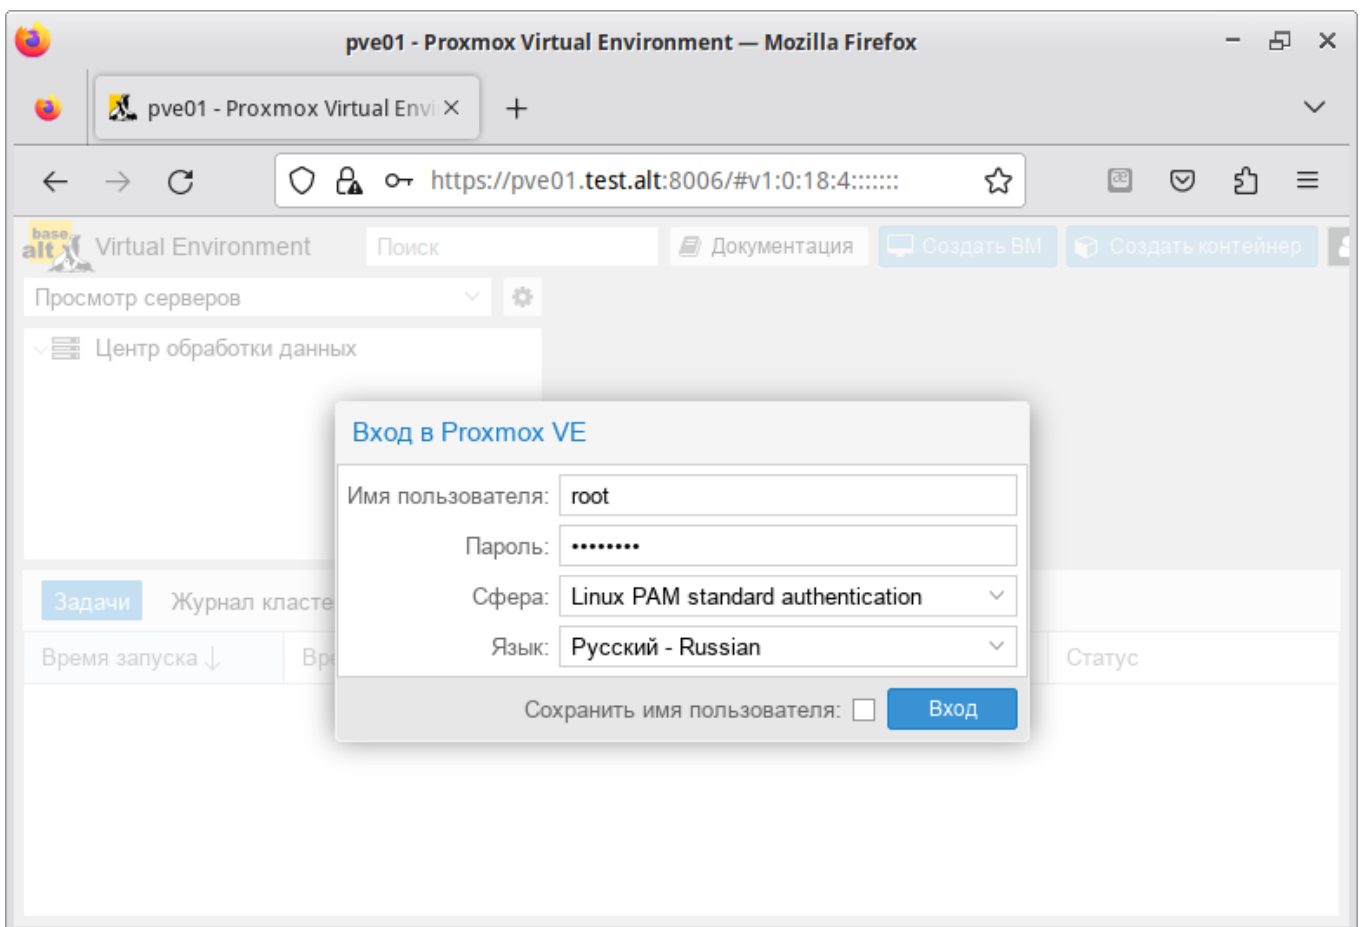 pve01 - Proxmox Virtual Environment — Mozilla Firefox
pve01 - Proxmox Virtual Envi
https://pve01.test.alt:8006/#v1:0:18:4:::::::
base
alt Virtual Environment Поиск Документация Создать ВМ Создать контейнер
Просмотр серверов
Центр обработки данных
Вход в Proxmox VE
Имя пользователя: root
Пароль: ••••••••
Сфера: Linux PAM standard authentication
Язык: Русский - Russian
Сохранить имя пользователя: Вход
Задачи Журнал класте
Время запуска Вре Статус